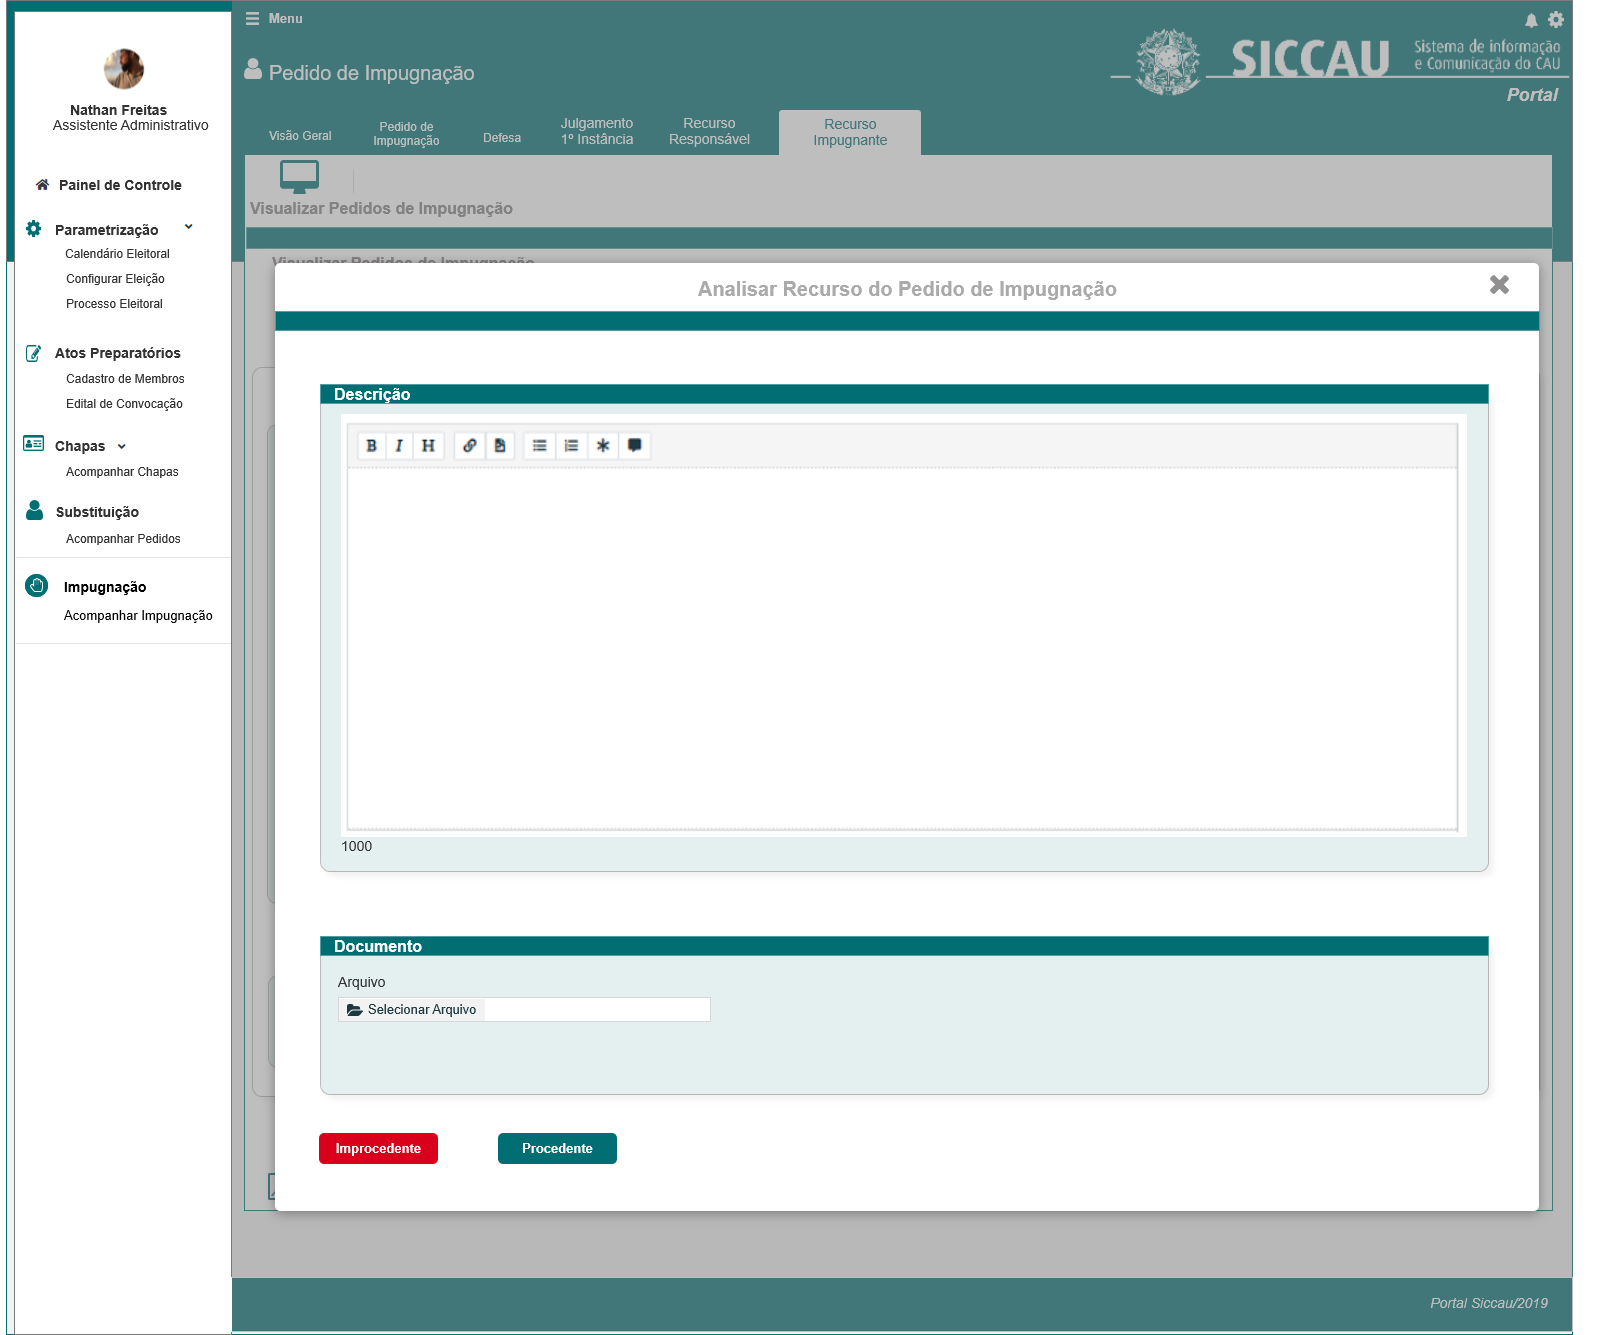 Menu
Pedido de Impugnação
SICCAU
Sistema de informação
e Comunicação do CAU
Portal
Nathan Freitas
Assistente Administrativo
Visão Geral
Pedido de
Impugnação
Defesa
Julgamento
1º Instância
Recurso
Responsável
Recurso
Impugnante
Painel de Controle
Parametrização
Calendário Eleitoral
Configurar Eleição
Processo Eleitoral
Atos Preparatórios
Cadastro de Membros
Edital de Convocação
Chapas
Acompanhar Chapas
Substituição
Acompanhar Pedidos
Impugnação
Acompanhar Impugnação
Visualizar Pedidos de Impugnação
Visualizar Pedidos de Impugnação
Analisar Recurso do Pedido de Impugnação
Descrição
B I H
1000
Documento
Arquivo
Selecionar Arquivo
Improcedente
Procedente
Portal Siccau/2019